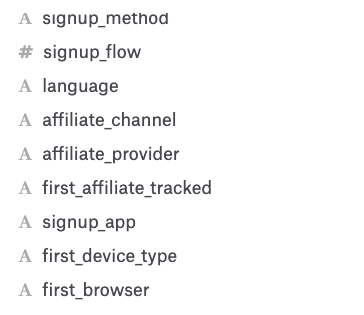 A signup_method
# signup_flow
A language
A affiliate_channel
A affiliate_provider
A first_affiliate_tracked
A signup_app
A first_device_type
A first_browser